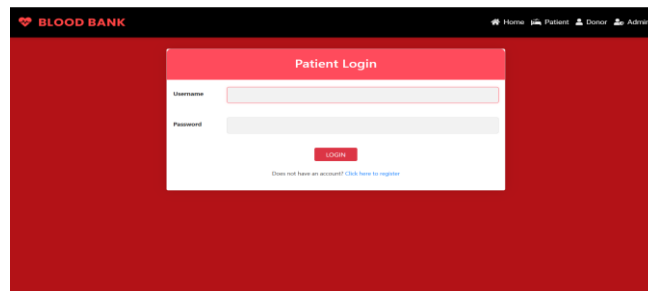 BLOOD BANK
Home Patient Donor Admin
Patient Login
Username
Password
LOGIN
Does not have an account? Click here to register